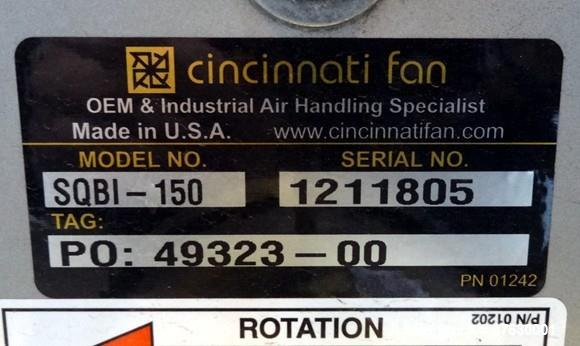 cincinnati fan
OEM & Industrial Air Handling Specialist
Made in U.S.A. www.cincinnatifan.com
MODEL NO. SERIAL NO.
SQBI-150 1211805
TAG:
PO: 49323-00
PN 01242
P/N 01202
ROTATION